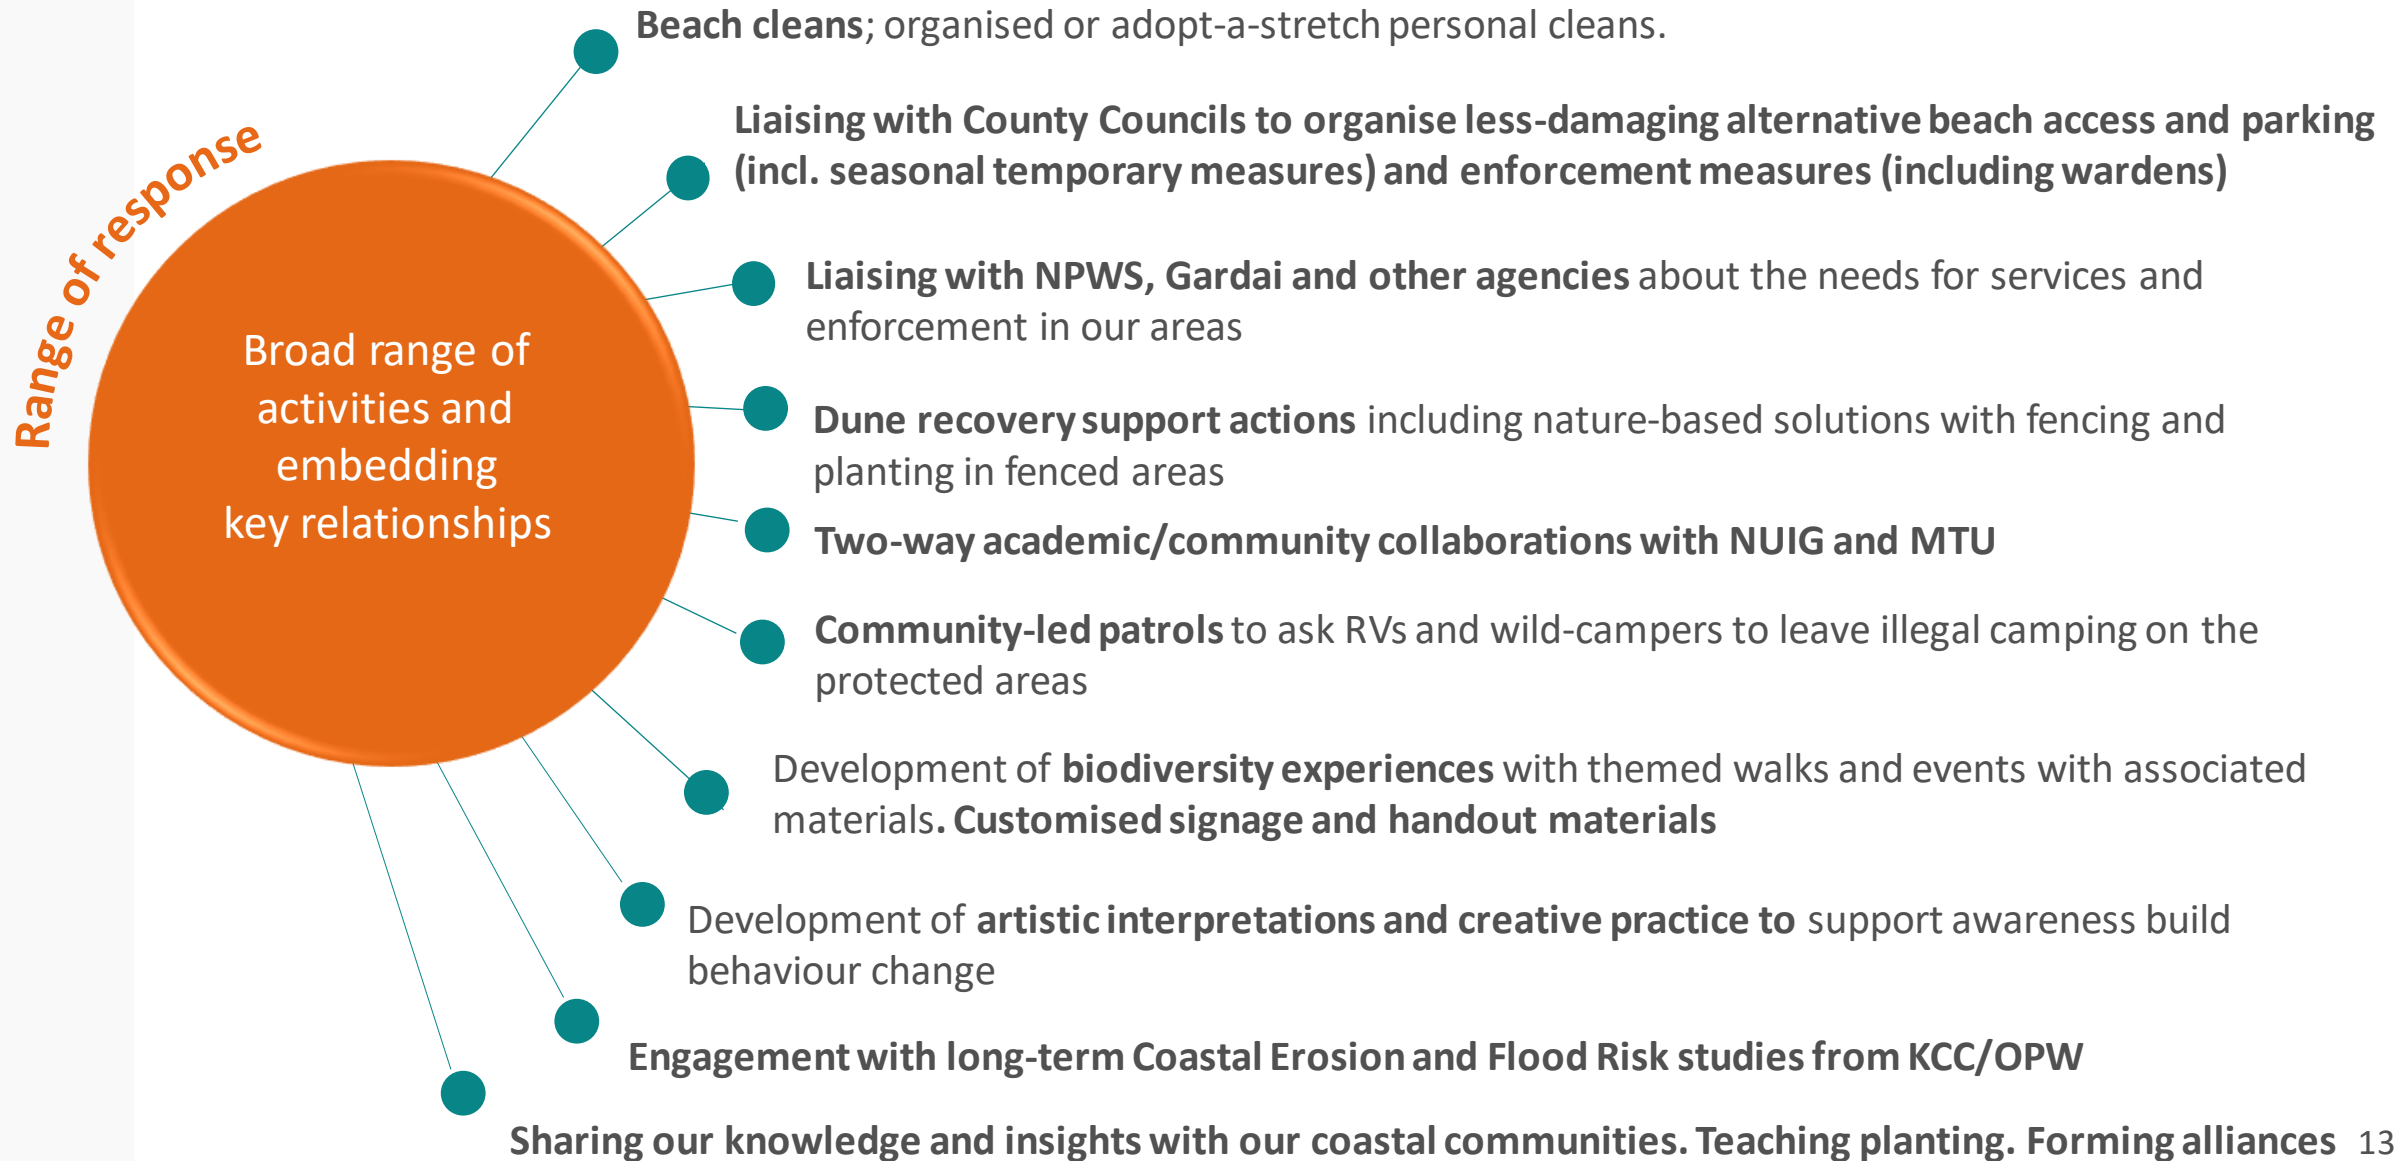 Range of response
Broad range of
activities and
embedding
key relationships
Beach cleans; organised or adopt-a-stretch personal cleans.
Liaising with County Councils to organise less-damaging alternative beach access and parking
(incl. seasonal temporary measures) and enforcement measures (including wardens)
Liaising with NPWS, Gardai and other agencies about the needs for services and
enforcement in our areas
Dune recovery support actions including nature-based solutions with fencing and
planting in fenced areas
Two-way academic/community collaborations with NUIG and MTU
Community-led patrols to ask RVs and wild-campers to leave illegal camping on the
protected areas
Development of biodiversity experiences with themed walks and events with associated
materials. Customised signage and handout materials
Development of artistic interpretations and creative practice to support awareness build
behaviour change
Engagement with long-term Coastal Erosion and Flood Risk studies from KCC/OPW
Sharing our knowledge and insights with our coastal communities. Teaching planting. Forming alliances
13